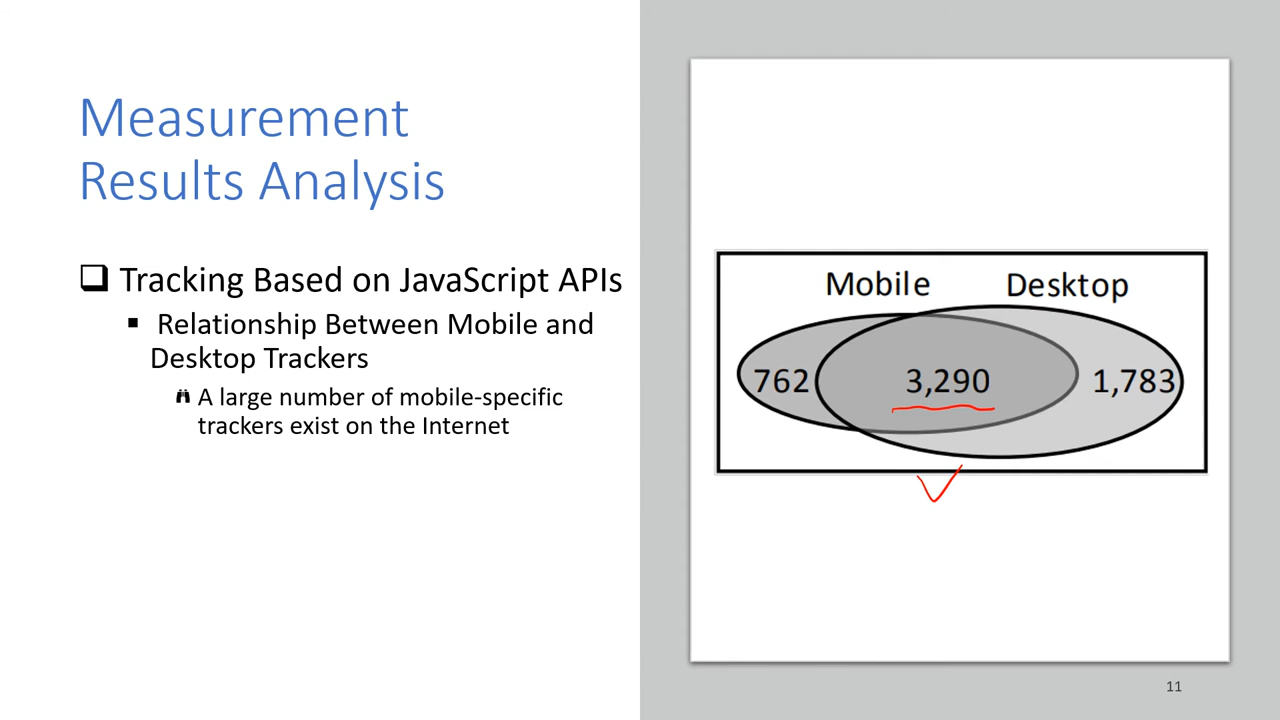 Measurement
Results Analysis
Tracking Based on JavaScript APIs
Relationship Between Mobile and
Desktop Trackers
A large number of mobile-specific
trackers exist on the Internet
Mobile Desktop
762 3,290 1,783
11